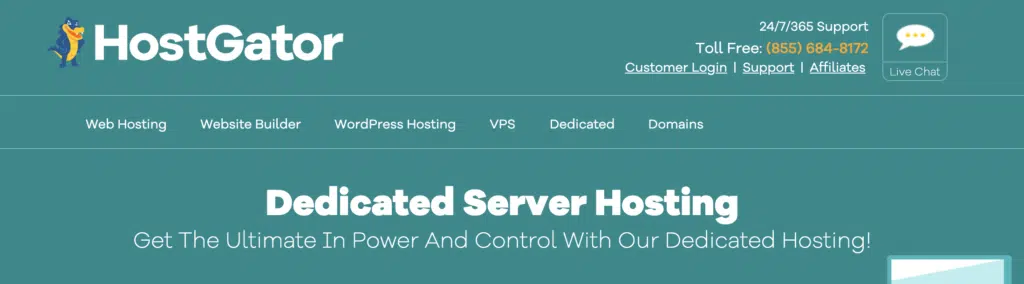 HostGator
24/7/365 Support
Toll Free: (855) 684-8172
Customer Login | Support | Affiliates
Live Chat
Web Hosting Website Builder WordPress Hosting VPS Dedicated Domains
Dedicated Server Hosting
Get The Ultimate In Power And Control With Our Dedicated Hosting!